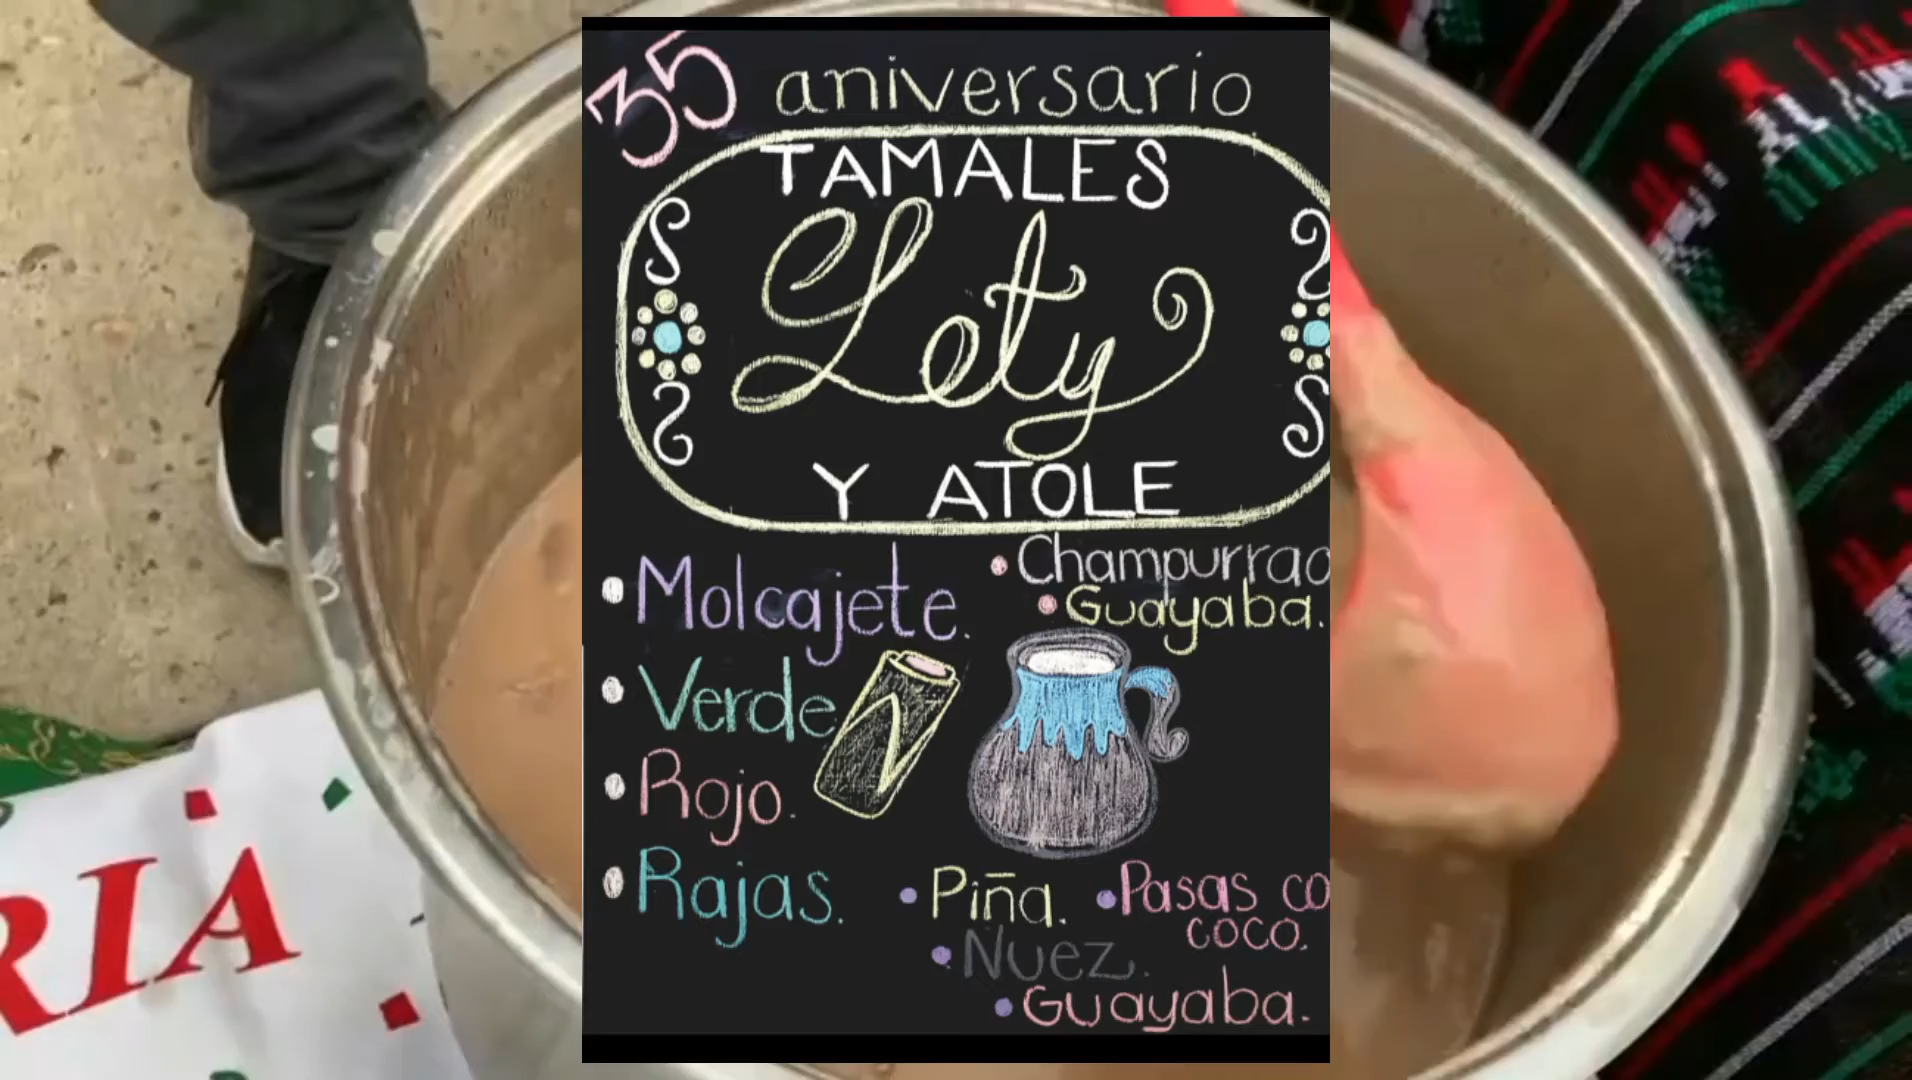 35 aniversario
TAMALES
Lety
Y ATOLE
• Molcajete.
• Verde
• Rojo.
• Rajas.
• Champurrad
• Guayaba.
• Piña.
• Pasas co
coco.
• Nuez.
• Guayaba.
RIA